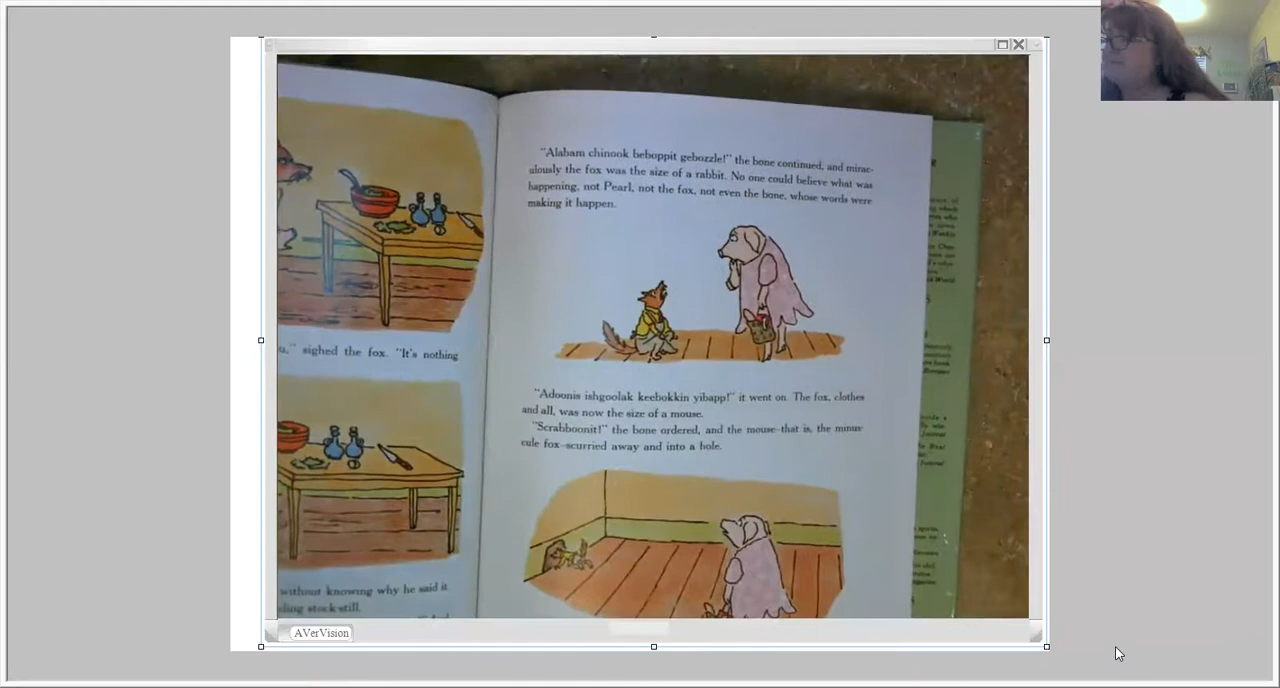 u," sighed the fox. "It's nothing
without knowing why he said it
ding stock-still.
"Alabam chinook beboppit gebozzle!" the bone continued, and mirac-
ulously the fox was the size of a rabbit. No one could believe what was
happening, not Pearl, not the fox, not even the bone, whose words were
making it happen.
"Adoonis ishgoolak keebokkin yibapp!" it went on. The fox, clothes
and all, was now the size of a mouse.
"Scrabboonit!" the bone ordered, and the mouse-that is, the minus-
cule fox-scurried away and into a hole.
AVerVision